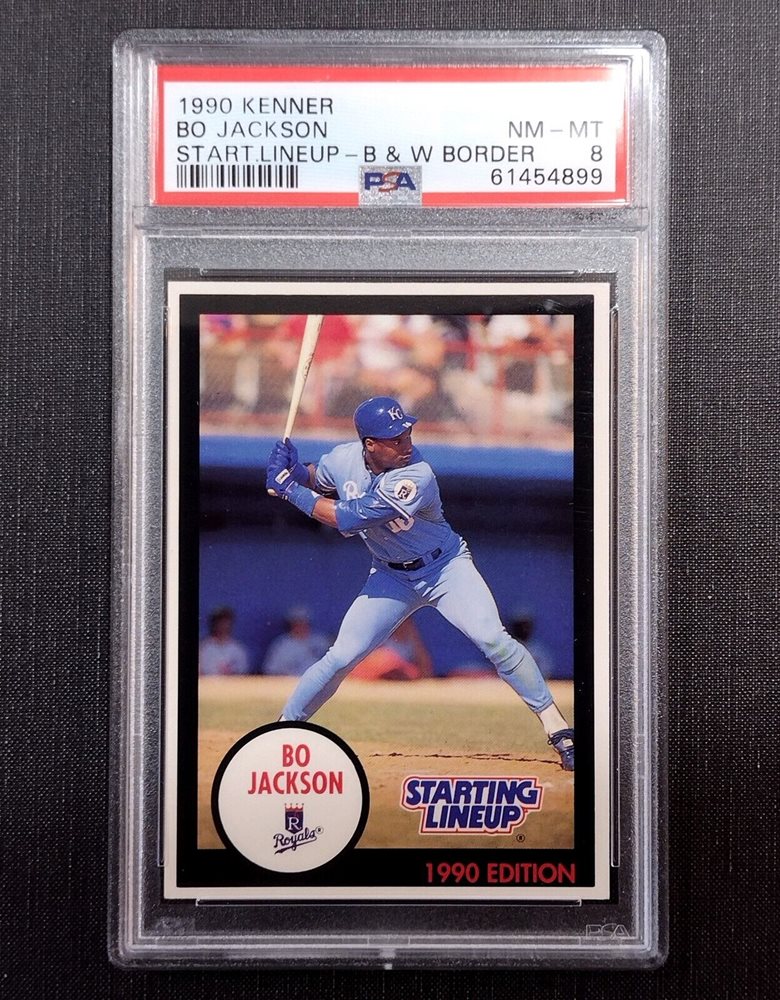 1990 KENNER
BO JACKSON NM-MT
START.LINEUP-B & W BORDER 8
PSA 61454899
KC
R
BO
JACKSON
R
Royals®
STARTING
LINEUP
®
1990 EDITION
PSA